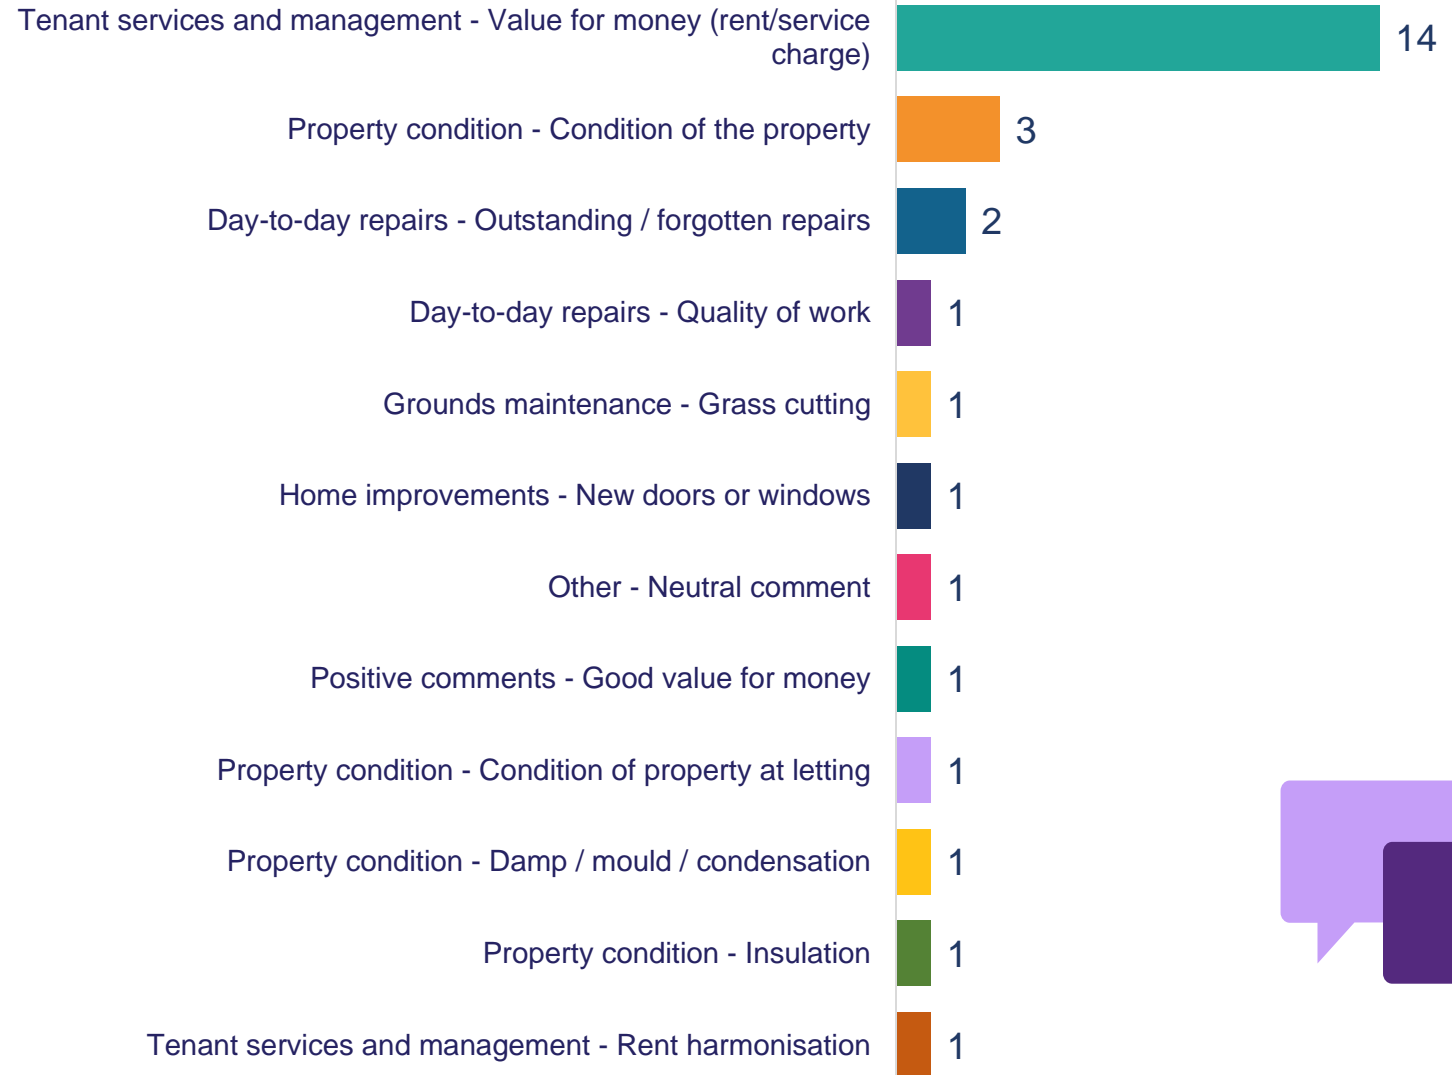 Tenant services and management - Value for money (rent/service
charge)
14
Property condition - Condition of the property
3
Day-to-day repairs - Outstanding / forgotten repairs
2
Day-to-day repairs - Quality of work
1
Grounds maintenance - Grass cutting
1
Home improvements - New doors or windows
1
Other - Neutral comment
1
Positive comments - Good value for money
1
Property condition - Condition of property at letting
1
Property condition - Damp / mould / condensation
1
Property condition - Insulation
1
Tenant services and management - Rent harmonisation
1